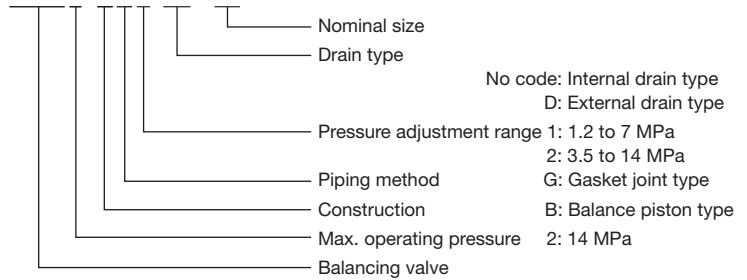 Nominal size
Drain type
No code: Internal drain type
D: External drain type
Pressure adjustment range 1: 1.2 to 7 MPa
2: 3.5 to 14 MPa
Piping method G: Gasket joint type
Construction B: Balance piston type
Max. operating pressure 2: 14 MPa
Balancing valve